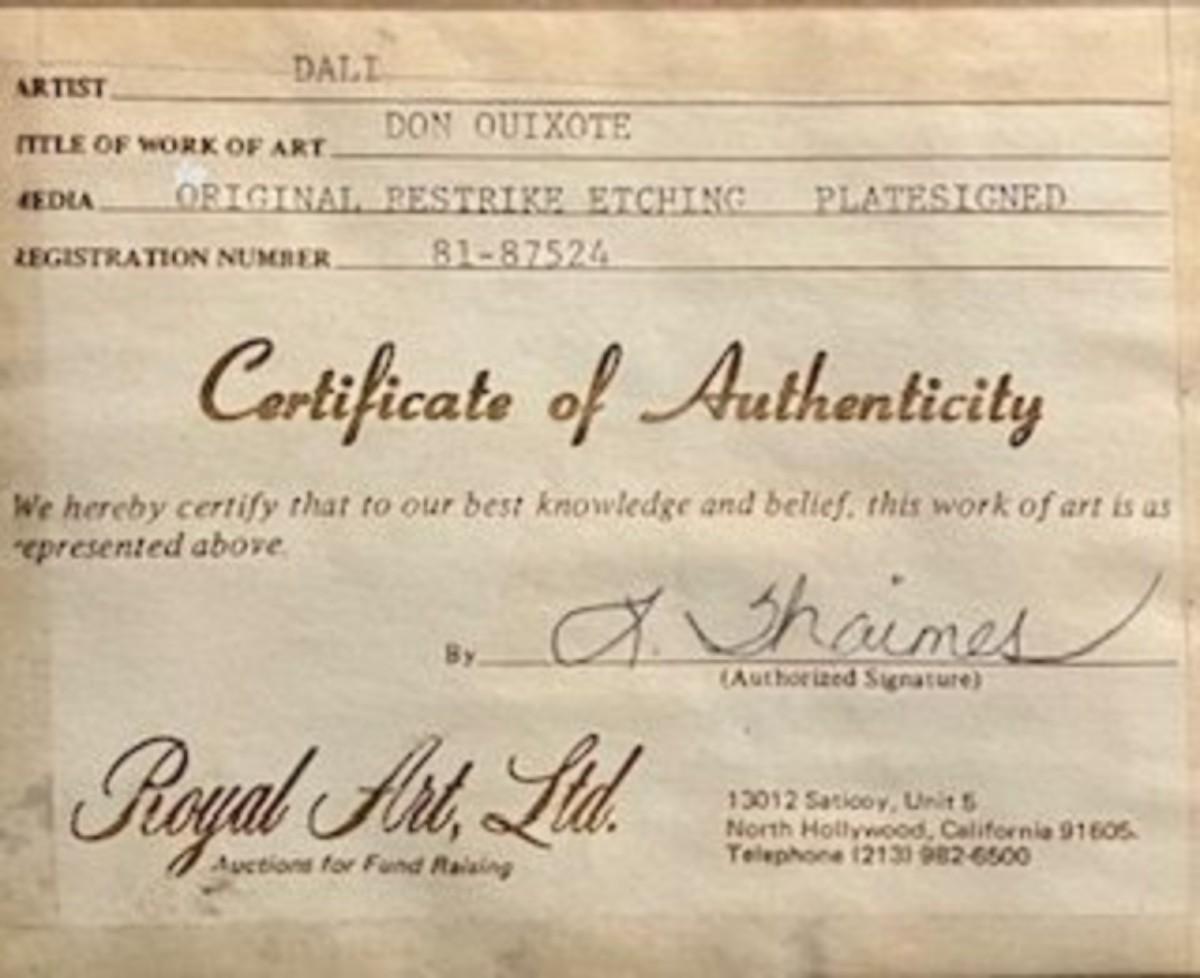 ARTIST DALI
TITLE OF WORK OF ART DON QUIXOTE
MEDIA ORIGINAL RESTRIKE ETCHING PLATESIGNED
REGISTRATION NUMBER 81-87524
Certificate of Authenticity
We hereby certify that to our best knowledge and belief, this work of art is as
represented above.
By
(Authorized Signature)
Royal Art, Ltd.
Auctions for Fund Raising
13012 Saticoy, Unit 5
North Hollywood, California 91605.
Telephone (213) 982-6500